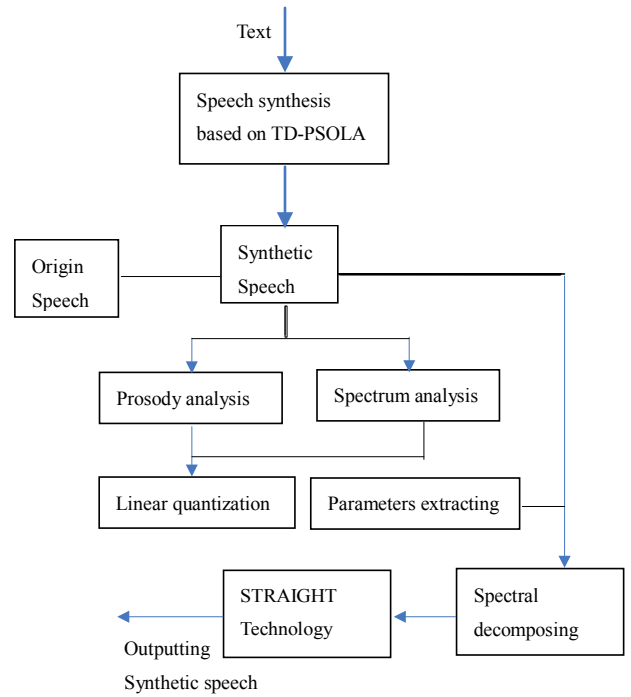 Text
Speech synthesis
based on TD-PSOLA
Origin
Speech
Synthetic
Speech
Prosody analysis
Spectrum analysis
Linear quantization
Parameters extracting
STRAIGHT
Technology
Spectral
decomposing
Outputting
Synthetic speech